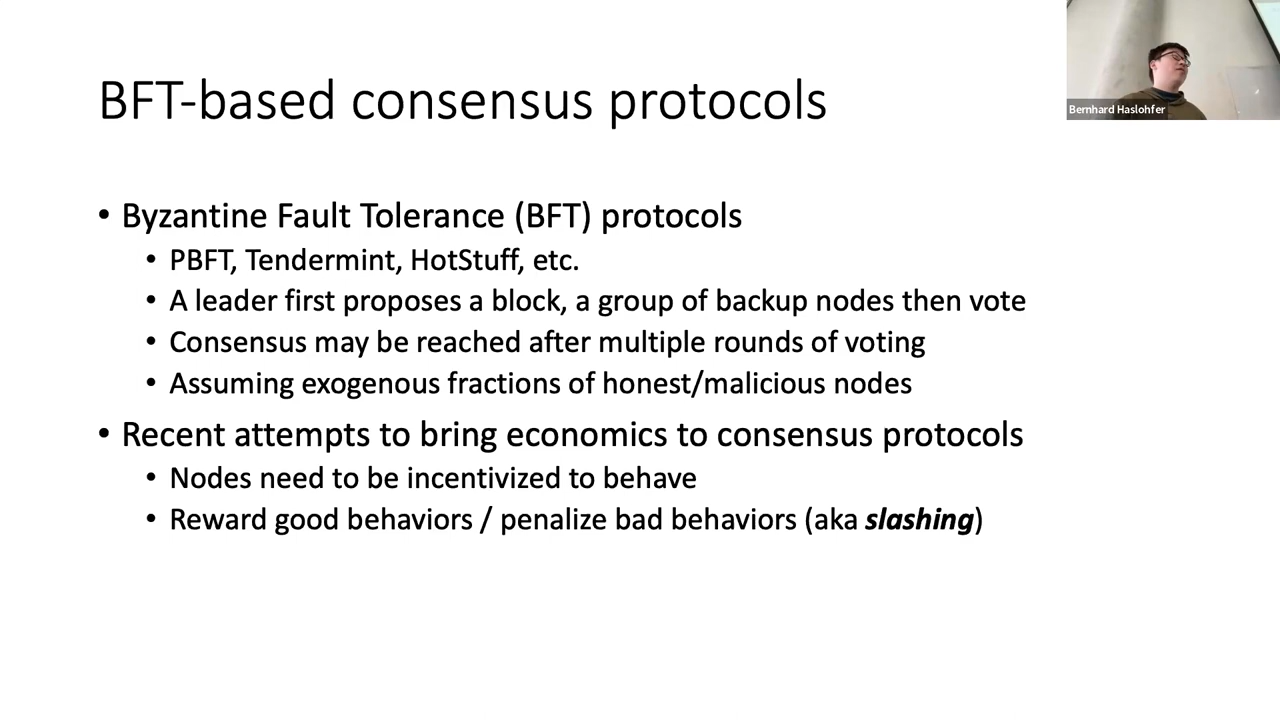 BFT-based consensus protocols
Bernhard Haslohfer
• Byzantine Fault Tolerance (BFT) protocols
• PBFT, Tendermint, HotStuff, etc.
• A leader first proposes a block, a group of backup nodes then vote
• Consensus may be reached after multiple rounds of voting
• Assuming exogenous fractions of honest/malicious nodes
• Recent attempts to bring economics to consensus protocols
• Nodes need to be incentivized to behave
• Reward good behaviors / penalize bad behaviors (aka slashing)